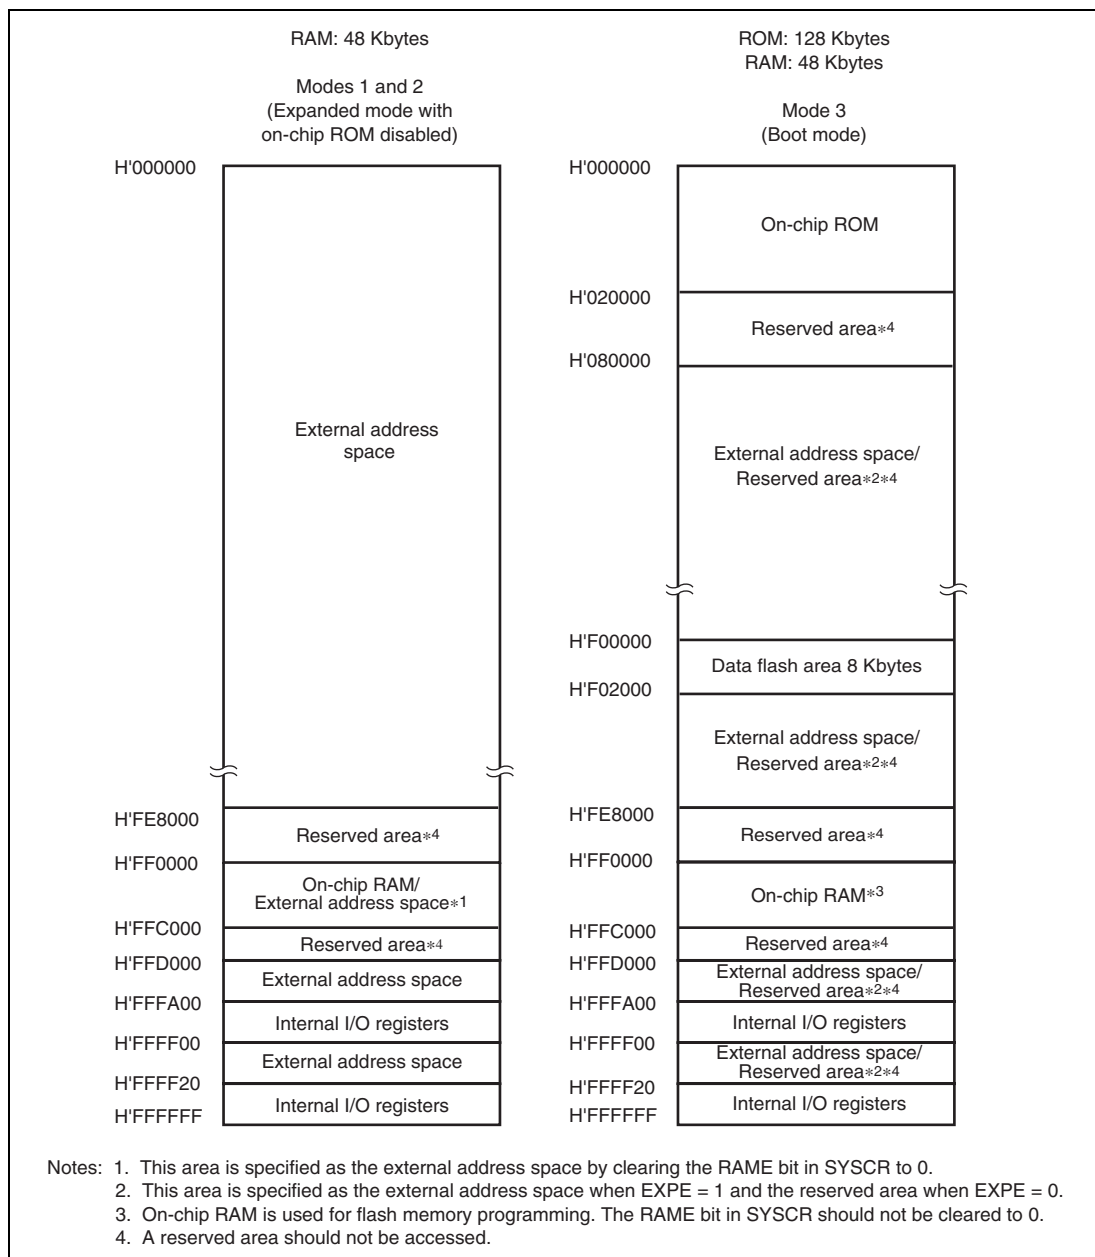 RAM: 48 Kbytes
Modes 1 and 2
(Expanded mode with
on-chip ROM disabled)
H'000000
External address
space
H'FE8000
Reserved area*4
H'FF0000
On-chip RAM/
External address space*1
H'FFC000
Reserved area*4
H'FFD000
External address space
H'FFFA00
Internal I/O registers
H'FFFF00
External address space
H'FFFF20
Internal I/O registers
H'FFFFFF
ROM: 128 Kbytes
RAM: 48 Kbytes
Mode 3
(Boot mode)
H'000000
On-chip ROM
H'020000
Reserved area*4
H'080000
External address space/
Reserved area*2*4
H'F00000
Data flash area 8 Kbytes
H'F02000
External address space/
Reserved area*2*4
H'FE8000
Reserved area*4
H'FF0000
On-chip RAM*3
H'FFC000
Reserved area*4
H'FFD000
External address space/
Reserved area*2*4
H'FFFA00
Internal I/O registers
H'FFFF00
External address space/
Reserved area*2*4
H'FFFF20
Internal I/O registers
H'FFFFFF
Notes: 1. This area is specified as the external address space by clearing the RAME bit in SYSCR to 0.
2. This area is specified as the external address space when EXPE = 1 and the reserved area when EXPE = 0.
3. On-chip RAM is used for flash memory programming. The RAME bit in SYSCR should not be cleared to 0.
4. A reserved area should not be accessed.